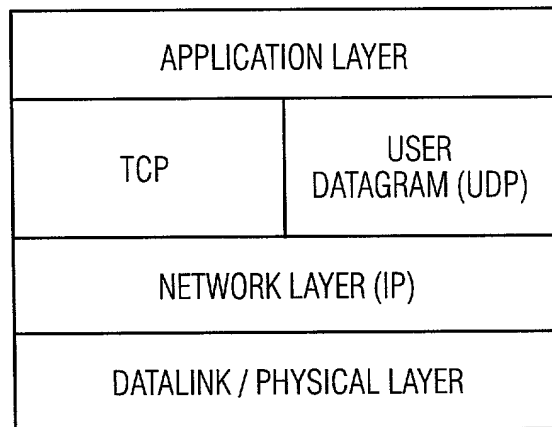 APPLICATION LAYER
TCP
USER
DATAGRAM (UDP)
NETWORK LAYER (IP)
DATALINK / PHYSICAL LAYER